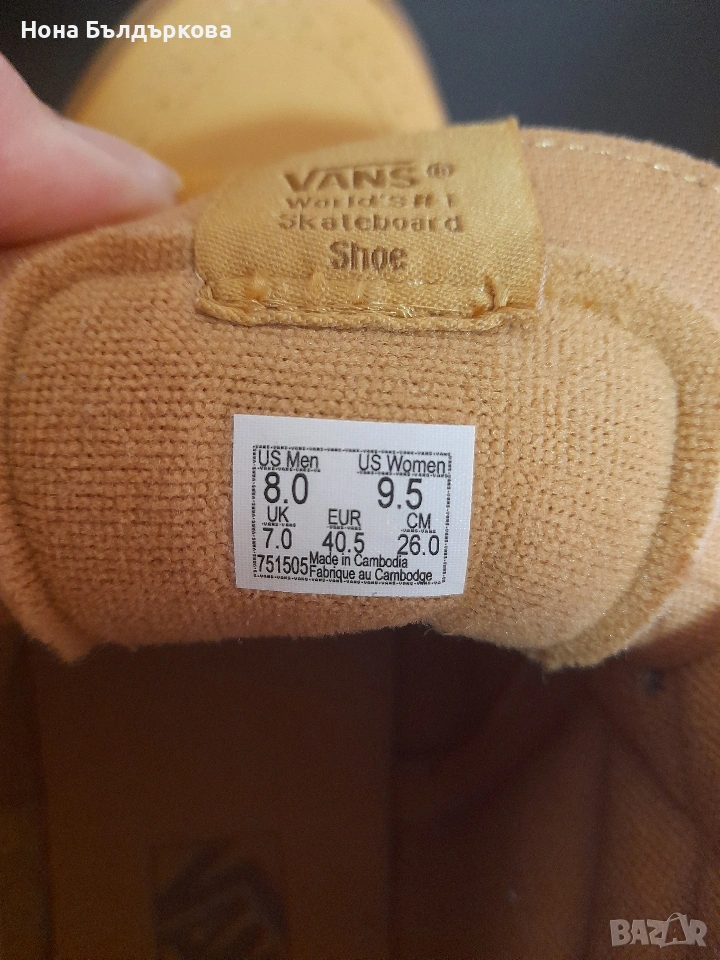 Нона Бълдъркова
VANS®
World's #1
Skateboard
Shoe
US Men US Women
8.0 9.5
UK EUR CM
7.0 40.5 26.0
751505 Made in Cambodia
Fabrique au Cambodge
BAZAR